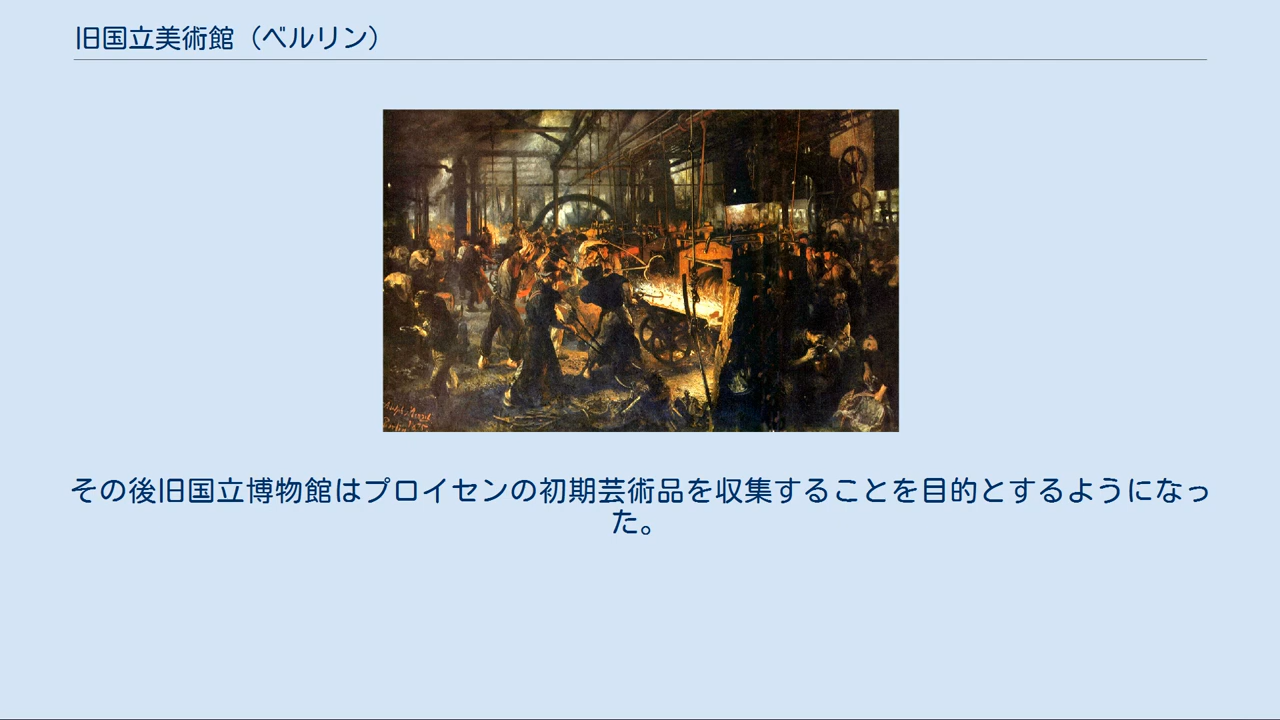 旧国立美術館（ベルリン）
その後旧国立博物館はプロイセンの初期芸術品を収集することを目的とするようになっ
た。